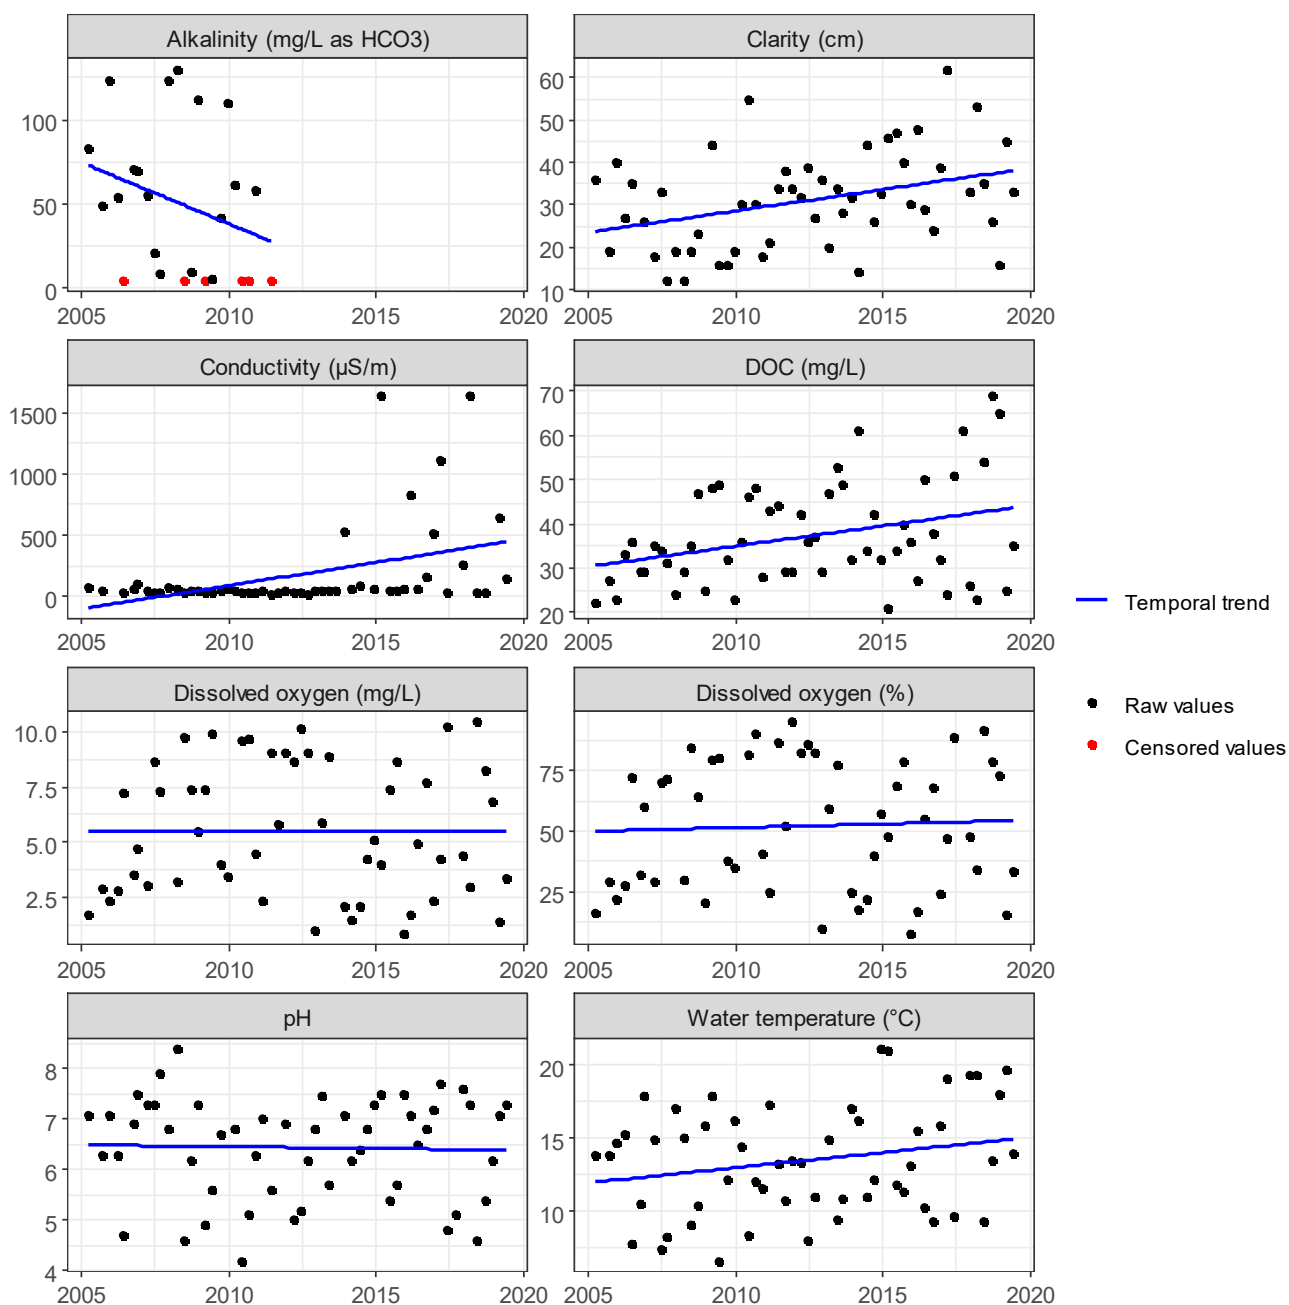 Alkalinity (mg/L as HCO3)
Clarity (cm)
100
50
0
2005 2010 2015 2020
60
50
40
30
20
10
2005 2010 2015 2020
Conductivity (µS/m)
DOC (mg/L)
1500
1000
500
0
2005 2010 2015 2020
70
60
50
40
30
20
2005 2010 2015 2020
Temporal trend
Raw values
Censored values
Dissolved oxygen (mg/L)
Dissolved oxygen (%)
10.0
7.5
5.0
2.5
2005 2010 2015 2020
75
50
25
2005 2010 2015 2020
pH
Water temperature (°C)
8
7
6
5
4
2005 2010 2015 2020
20
15
10
2005 2010 2015 2020